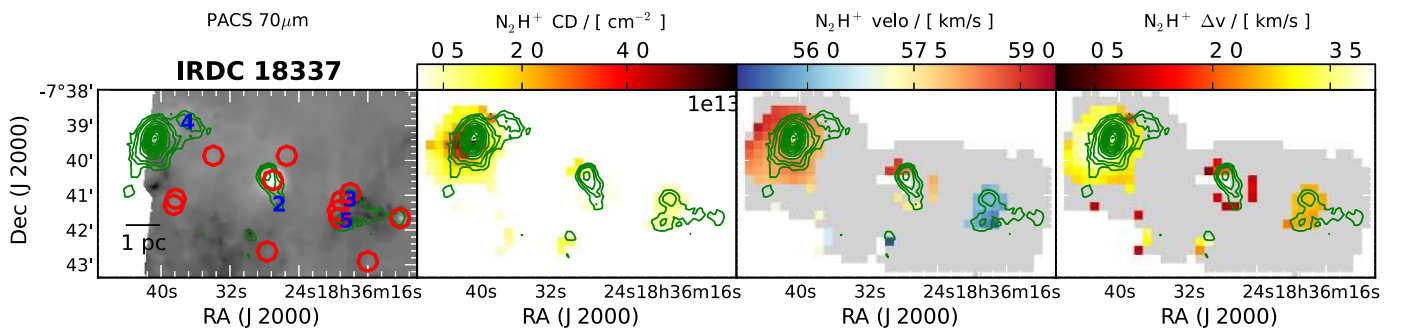 PACS 70μm
N₂H⁺ CD / [ cm⁻² ]
N₂H⁺ velo / [ km/s ]
N₂H⁺ Δv / [ km/s ]
0 5 2 0 4 0
56 0 57 5 59 0
0 5 2 0 3 5
IRDC 18337
1e13
-7°38'
39'
40'
41'
42'
43'
Dec (J 2000)
4
2
3
5
1 pc
40s 32s 24s18h36m16s
40s 32s 24s18h36m16s
40s 32s 24s18h36m16s
40s 32s 24s18h36m16s
RA (J 2000)
RA (J 2000)
RA (J 2000)
RA (J 2000)